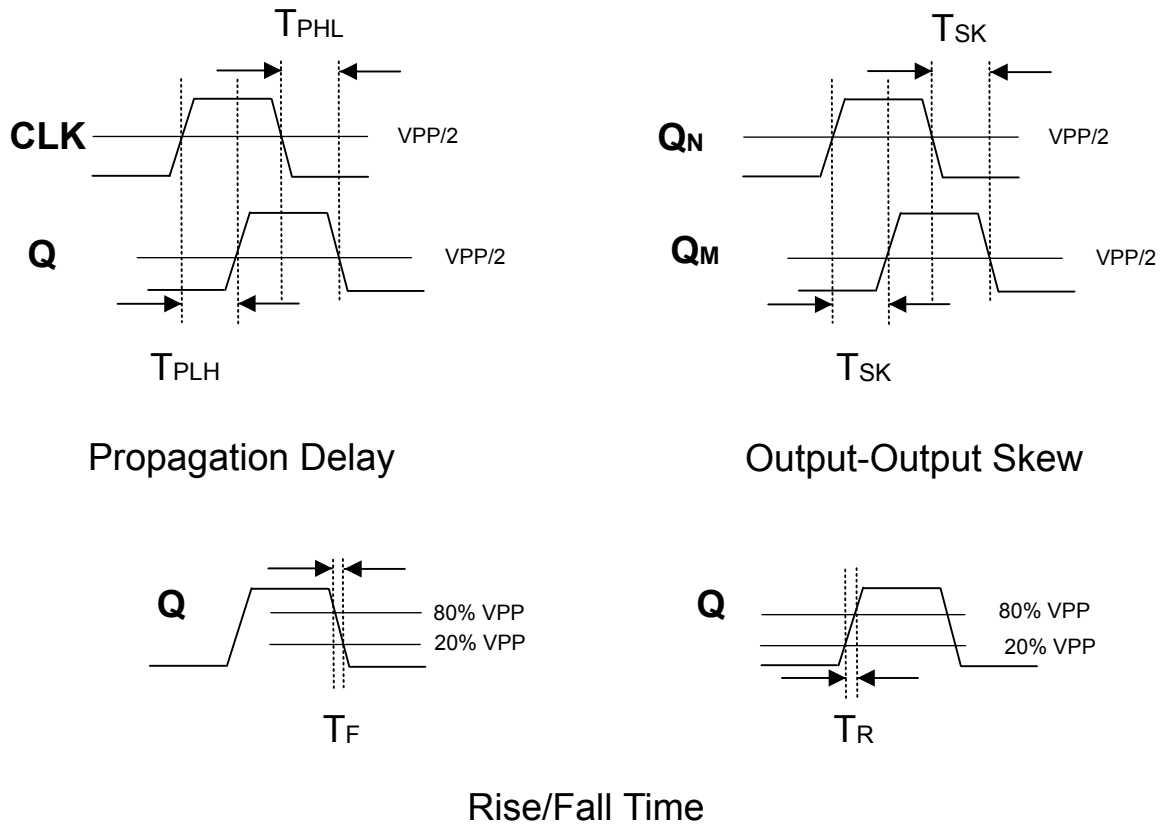 TPHL
CLK
VPP/2
Q
VPP/2
TPLH
Propagation Delay
TSK
QN
VPP/2
QM
VPP/2
TSK
Output-Output Skew
Q
80% VPP
20% VPP
TF
Q
80% VPP
20% VPP
TR
Rise/Fall Time